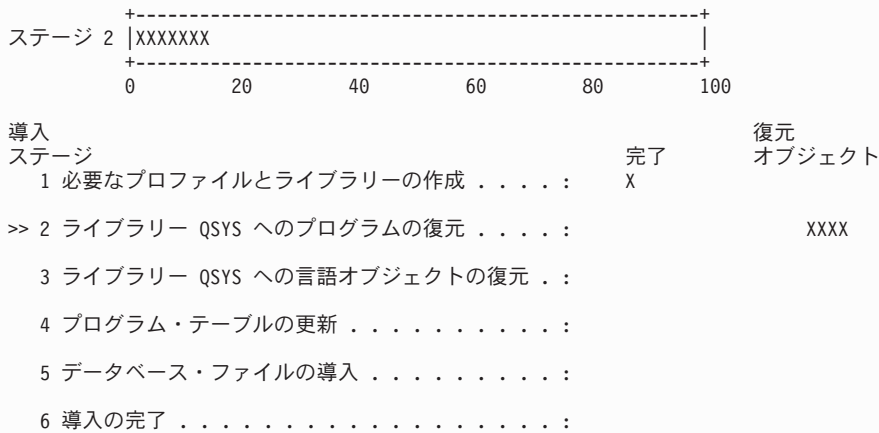 +------------------------------------------------+
ステージ 2 |XXXXXXX |
+------------------------------------------------+
0 20 40 60 80 100
導入 復元
ステージ 完了 オブジェクト
1 必要なプロファイルとライブラリーの作成 . . . . : X
>> 2 ライブラリー QSYS へのプログラムの復元 . . . . . : XXXX
3 ライブラリー QSYS への言語オブジェクトの復元 . :
4 プログラム・テーブルの更新 . . . . . . . . . . :
5 データベース・ファイルの導入 . . . . . . . . . :
6 導入の完了 . . . . . . . . . . . . . . . . . . :